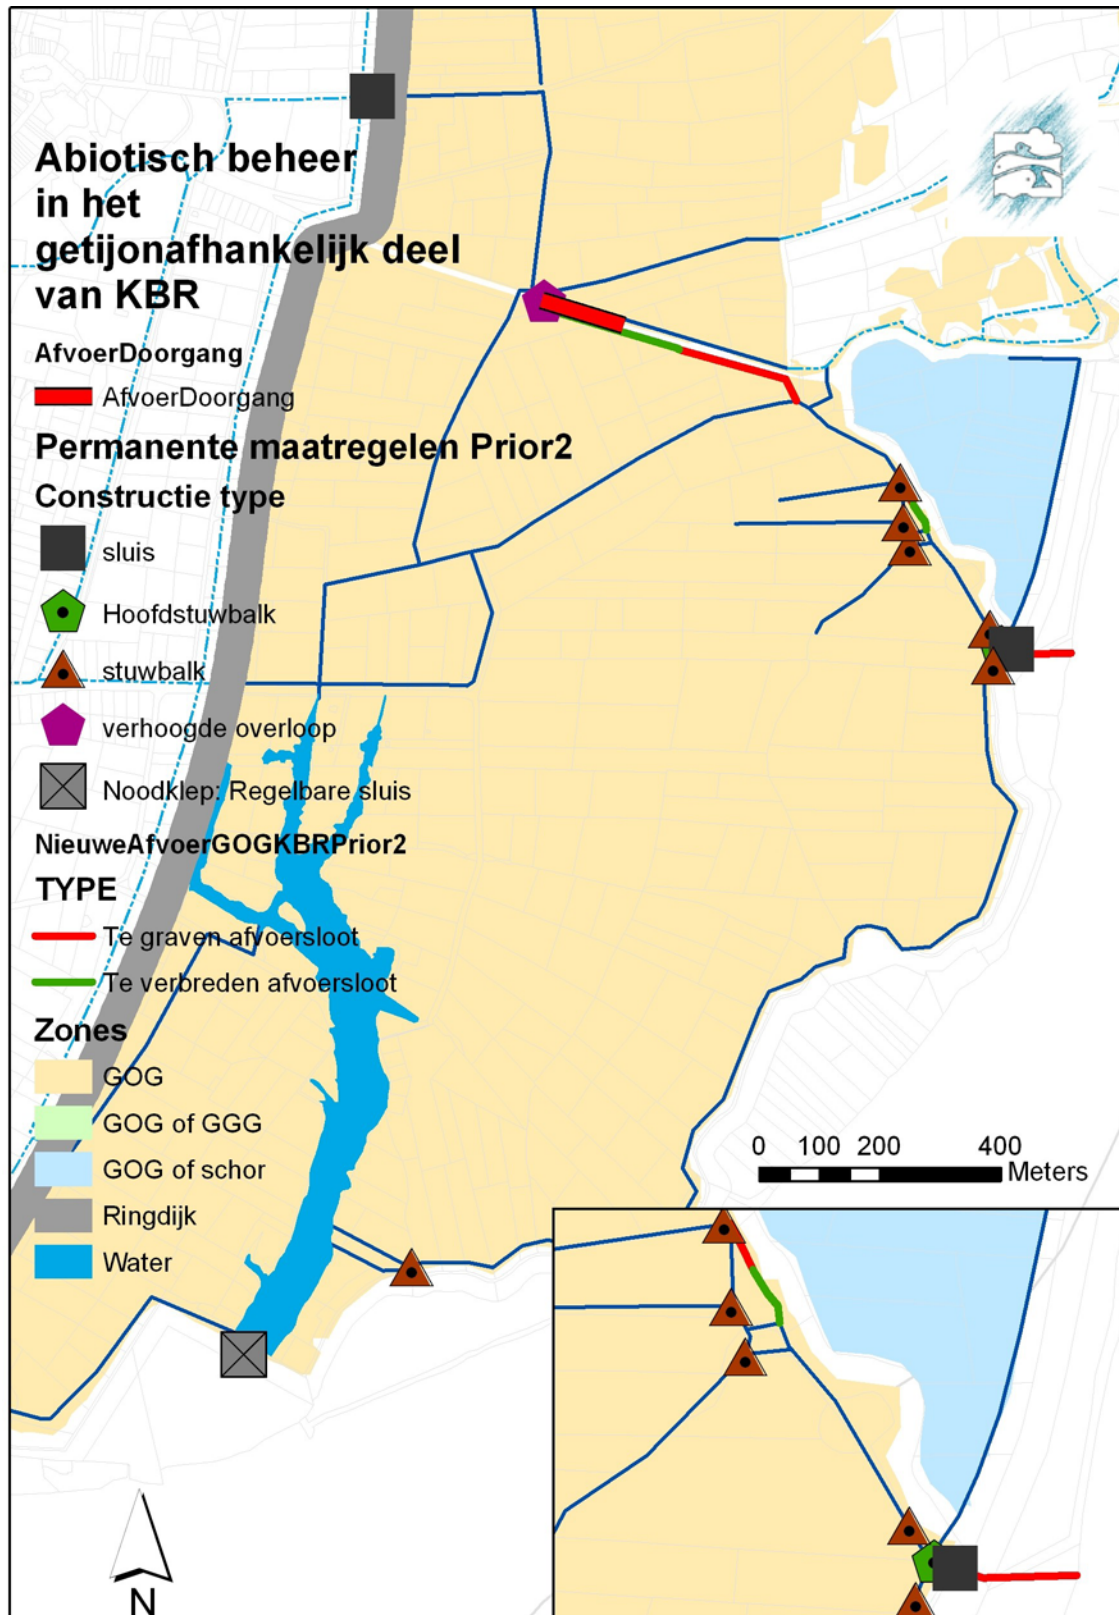 Abiotisch beheer
in het
getijonafhankelijk deel
van KBR
AfvoerDoorgang
AfvoerDoorgang
Permanente maatregelen Prior2
Constructie type
sluis
Hoofdstuwbalk
stuwbalk
verhoogde overloop
Noodklep: Regelbare sluis
NieuweAfvoerGOGKBRPrior2
TYPE
Te graven afvoersloot
Te verbreden afvoersloot
Zones
GOG
GOG of GGG
GOG of schor
Ringdijk
Water
0 100 200 400
Meters
N